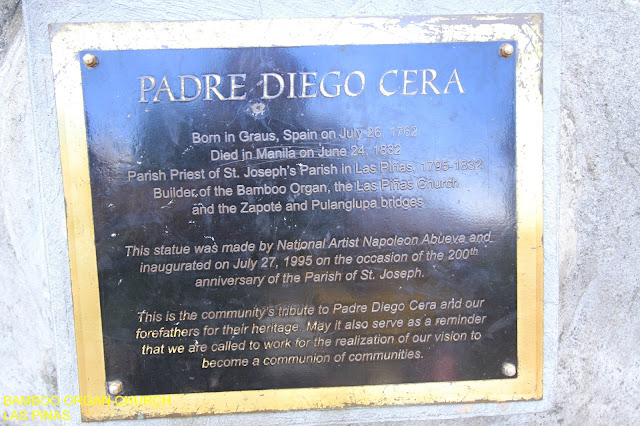 PADRE DIEGO CERA
Born in Graus, Spain on July 26, 1762
Died in Manila on June 24, 1832
Parish Priest of St. Joseph's Parish in Las Piñas, 1795-1832
Builder of the Bamboo Organ, the Las Piñas Church
and the Zapote and Pulanglupa bridges
This statue was made by National Artist Napoleon Abueva and
inaugurated on July 27, 1995 on the occasion of the 200th
anniversary of the Parish of St. Joseph.
This is the community's tribute to Padre Diego Cera and our
forefathers for their heritage. May it also serve as a reminder
that we are called to work for the realization of our vision to
become a communion of communities.
BAMBOO ORGAN CHURCH
LAS PIÑAS